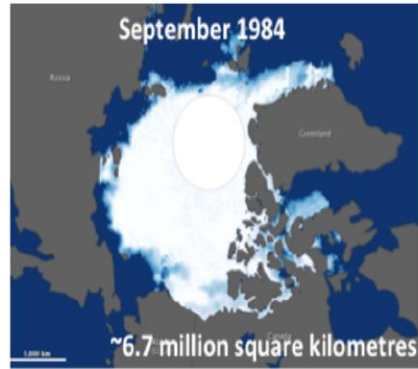 September 1984
Russia
Greenland
Canada
~6.7 million square kilometres
1,000 km